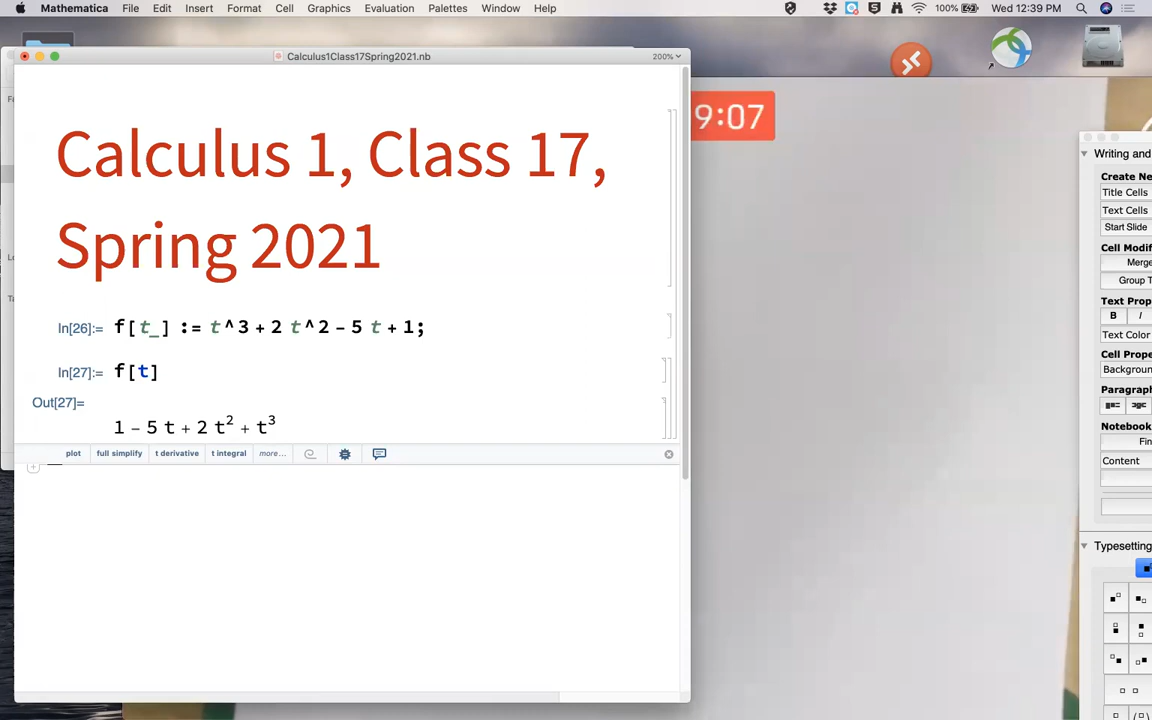 Mathematica File Edit Insert Format Cell Graphics Evaluation Palettes Window Help 100% Wed 12:39 PM
Calculus1Class17Spring2021.nb 200%
Calculus 1, Class 17,
Spring 2021
In[26]:= f[t_] := t^3 + 2 t^2 - 5 t + 1;
In[27]:= f[t]
Out[27]=
1 - 5 t + 2 t² + t³
plot full simplify t derivative t integral more...
9:07
Writing and
Create Ne
Title Cells
Text Cells
Start Slide
Cell Modif
Merge
Group T
Text Prop
B I
Text Color
Cell Prope
Backgroun
Paragraph
Notebook
Fin
Content
Typesetting